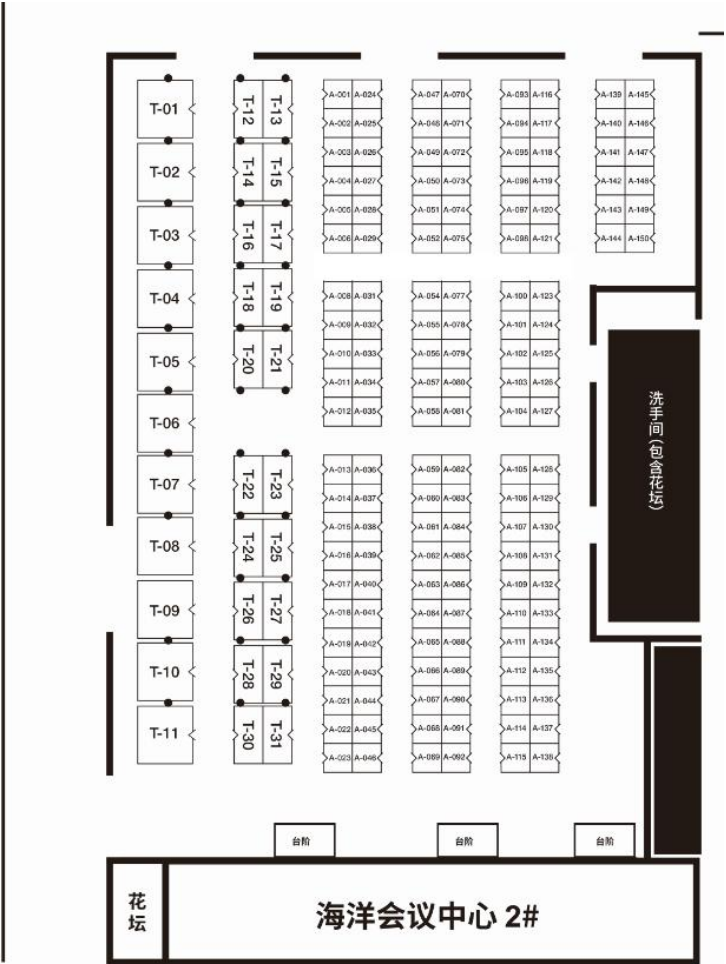 T-01 T-12 T-13 A-001 A-024 A-047 A-070 A-093 A-116 A-139 A-145
A-002 A-025 A-048 A-071 A-094 A-117 A-140 A-146
T-02 T-14 T-15 A-003 A-026 A-049 A-072 A-095 A-118 A-141 A-147
A-004 A-027 A-050 A-073 A-096 A-119 A-142 A-148
T-03 T-16 T-17 A-005 A-028 A-051 A-074 A-097 A-120 A-143 A-149
A-006 A-029 A-052 A-075 A-098 A-121 A-144 A-150
T-04 T-18 T-19 A-008 A-031 A-054 A-077 A-100 A-123
A-009 A-032 A-055 A-078 A-101 A-124
T-05 T-20 T-21 A-010 A-033 A-056 A-079 A-102 A-125
A-011 A-034 A-057 A-080 A-103 A-126
T-06 A-012 A-035 A-058 A-081 A-104 A-127
洗手间(包含花坛)
T-07 T-22 T-23 A-013 A-036 A-059 A-082 A-105 A-128
A-014 A-037 A-060 A-083 A-106 A-129
T-08 T-24 T-25 A-015 A-038 A-061 A-084 A-107 A-130
A-016 A-039 A-062 A-085 A-108 A-131
T-09 T-26 T-27 A-017 A-040 A-063 A-086 A-109 A-132
A-018 A-041 A-064 A-087 A-110 A-133
T-10 T-28 T-29 A-019 A-042 A-065 A-088 A-111 A-134
A-020 A-043 A-066 A-089 A-112 A-135
T-11 T-30 T-31 A-021 A-044 A-067 A-090 A-113 A-136
A-022 A-045 A-068 A-091 A-114 A-137
A-023 A-046 A-069 A-092 A-115 A-138
台阶 台阶 台阶
花坛
海洋会议中心 2#